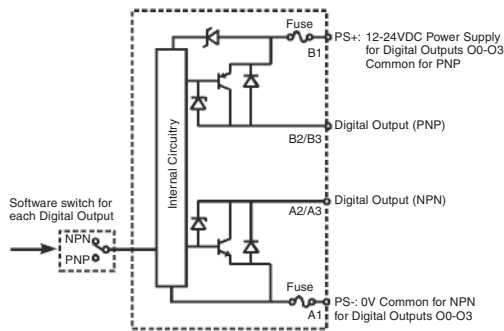 Fuse
PS+: 12-24VDC Power Supply
for Digital Outputs O0-O3
Common for PNP
B1
Internal Circuitry
Digital Output (PNP)
B2/B3
Digital Output (NPN)
A2/A3
Software switch for
each Digital Output
NPN
PNP
Fuse
PS-: 0V Common for NPN
for Digital Outputs O0-O3
A1